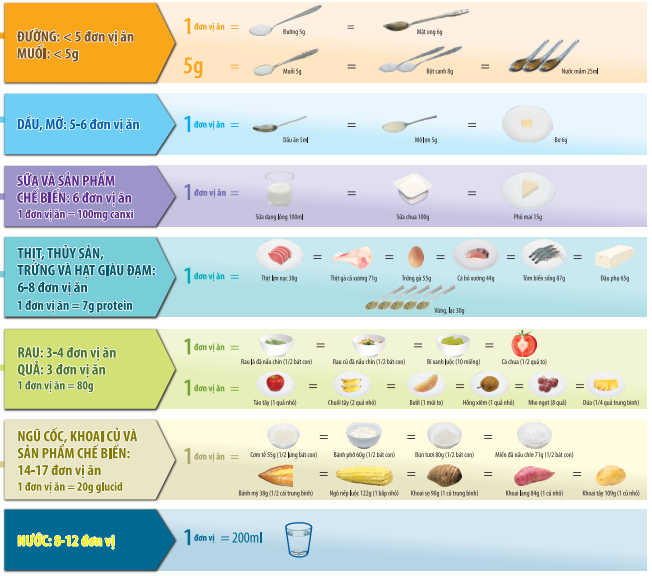 ĐƯỜNG: < 5 đơn vị ăn
MUỐI: < 5g
1 đơn vị ăn = = 
Đường 5g Mật ong 6g
5g = = =
Muối 5g Bột canh 8g Nước mắm 25ml
DẦU, MỠ: 5-6 đơn vị ăn
1 đơn vị ăn = = =
Dầu ăn 5ml Mỡ lợn 5g Bơ 6g
SỮA VÀ SẢN PHẨM
CHẾ BIẾN: 6 đơn vị ăn
1 đơn vị ăn = 100mg canxi
1 đơn vị ăn = = =
Sữa dạng lỏng 100ml Sữa chua 100g Phô mai 15g
THỊT, THỦY SẢN,
TRỨNG VÀ HẠT GIÀU ĐẠM:
6-8 đơn vị ăn
1 đơn vị ăn = 7g protein
1 đơn vị ăn = = = = = =
Thịt lợn nạc 38g Thịt gà cả xương 71g Trứng gà 55g Cá bỏ xương 44g Tôm biển sống 87g Đậu phụ 65g
Vừng, lạc 30g
RAU: 3-4 đơn vị ăn
QUẢ: 3 đơn vị ăn
1 đơn vị ăn = 80g
1 đơn vị ăn = = = =
Rau lá đã nấu chín (1/2 bát con) Rau củ đã nấu chín (1/2 bát con) Bí xanh luộc (10 miếng) Cà chua (1/2 quả to)
1 đơn vị ăn = = = = = =
Táo tây (1 quả nhỏ) Chuối tây (2 quả nhỏ) Bưởi (1 múi to) Hồng xiêm (1 quả nhỏ) Nho ngọt (8 quả) Dứa (1/4 quả trung bình)
NGŨ CỐC, KHOAI CỦ VÀ
SẢN PHẨM CHẾ BIẾN:
14-17 đơn vị ăn
1 đơn vị ăn = 20g glucid
1 đơn vị ăn = = = =
Cơm tẻ 55g (1/2 lưng bát con) Bánh phở 60g (1/2 bát con) Bún tươi 80g (1/2 bát con) Miến đã nấu chín 71g (1/2 bát con)
= = = =
Bánh mỳ 38g (1/2 cái trung bình) Ngô nếp luộc 122g (1 bắp nhỏ) Khoai sọ 90g (1 củ trung bình) Khoai lang 84g (1 củ nhỏ) Khoai tây 109g (1 củ nhỏ)
NƯỚC: 8-12 đơn vị
1 đơn vị = 200ml